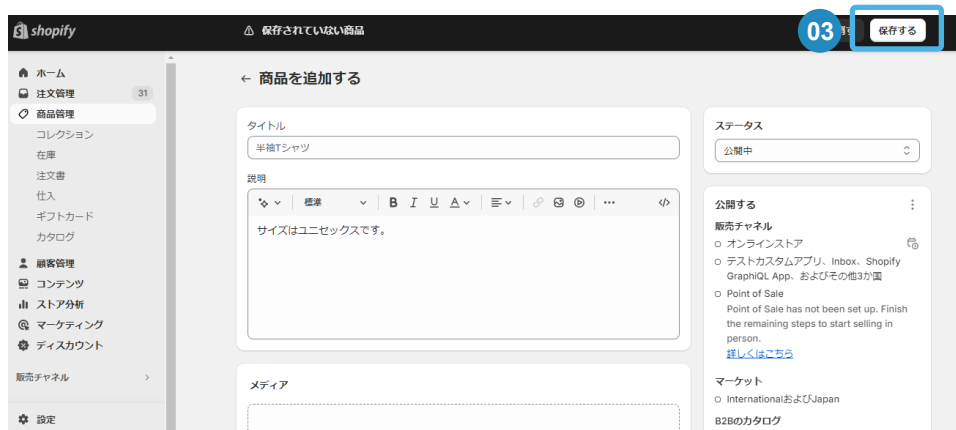 shopify
保存されていない商品
03
保存する
ホーム
注文管理 31
商品管理
コレクション
在庫
注文書
仕入
ギフトカード
カタログ
顧客管理
コンテンツ
ストア分析
マーケティング
ディスカウント
販売チャネル
設定
商品を追加する
タイトル
半袖Tシャツ
説明
標準
B I U A
サイズはユニセックスです。
メディア
ステータス
公開中
公開する
販売チャネル
オンラインストア
テストカスタムアプリ、Inbox、Shopify
GraphiQL App、およびその他3か国
Point of Sale
Point of Sale has not been set up. Finish
the remaining steps to start selling in
person.
詳しくはこちら
マーケット
InternationalおよびJapan
B2Bのカタログ